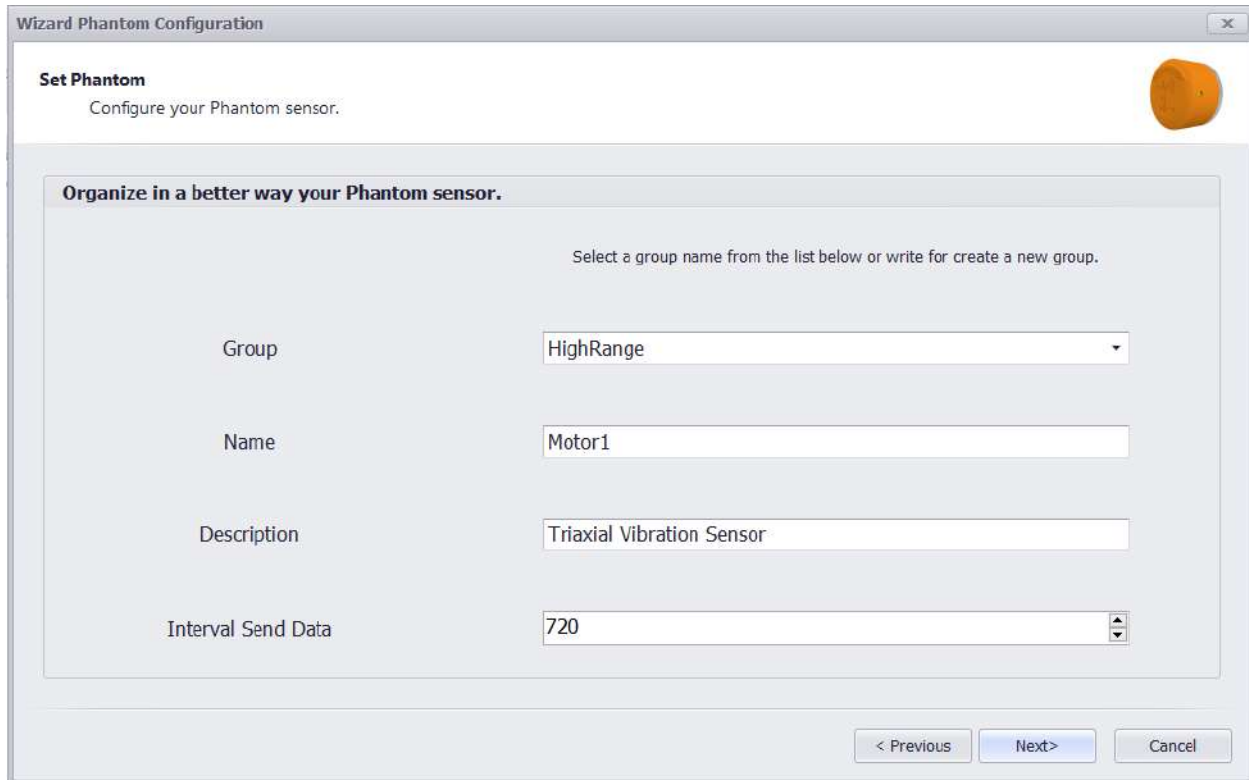 Wizard Phantom Configuration
Set Phantom
Configure your Phantom sensor.
Organize in a better way your Phantom sensor.
Select a group name from the list below or write for create a new group.
Group
HighRange
Name
Motor1
Description
Triaxial Vibration Sensor
Interval Send Data
720
< Previous
Next>
Cancel